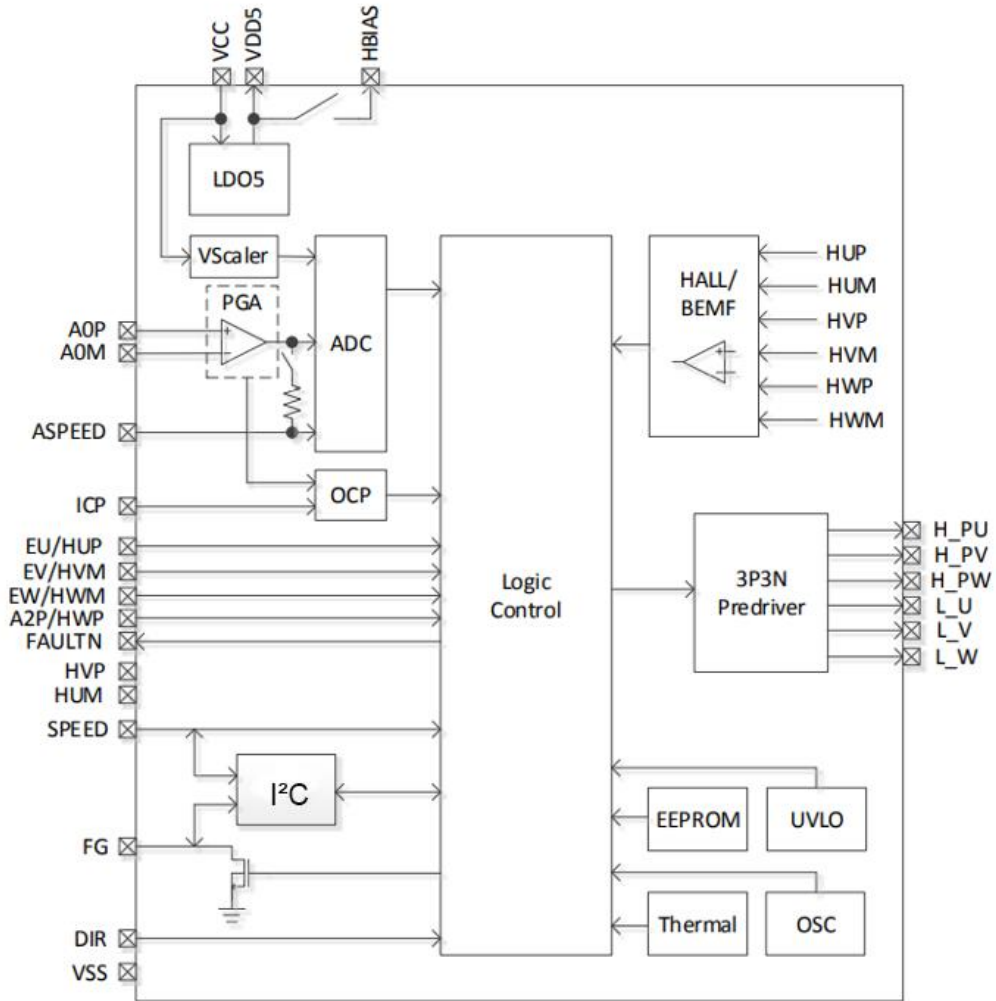 VCC
VDD5
HBIAS
LDO5
VScaler
PGA
ADC
A0P
A0M
+
−
ASPEED
OCP
ICP
HALL/
BEMF
+
−
HUP
HUM
HVP
HVM
HWP
HWM
EU/HUP
EV/HVM
EW/HWM
A2P/HWP
FAULTN
HVP
HUM
SPEED
I²C
FG
DIR
VSS
Logic
Control
3P3N
Predriver
H_PU
H_PV
H_PW
L_U
L_V
L_W
EEPROM
UVLO
Thermal
OSC